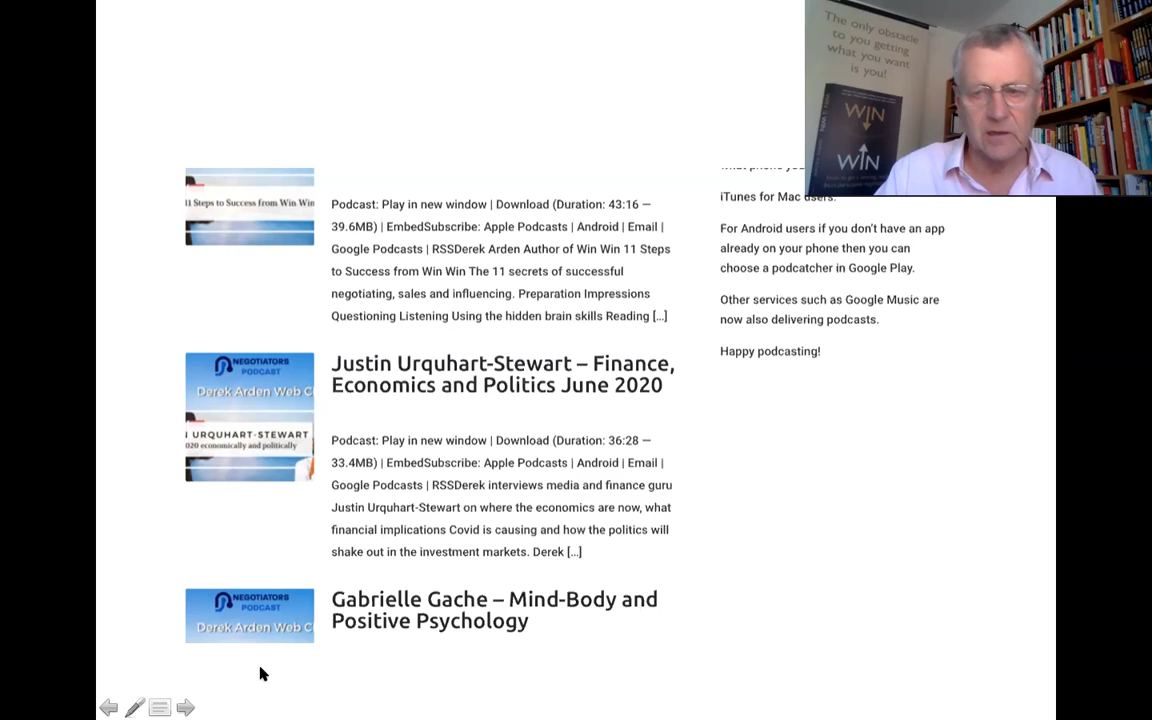 The only obstacle
to you getting
what you want
is you!
WIN
WIN
11 Steps to Success from Win Win
Podcast: Play in new window | Download (Duration: 43:16 —
39.6MB) | EmbedSubscribe: Apple Podcasts | Android | Email |
Google Podcasts | RSSDerek Arden Author of Win Win 11 Steps
to Success from Win Win The 11 secrets of successful
negotiating, sales and influencing. Preparation Impressions
Questioning Listening Using the hidden brain skills Reading [...]
iTunes for Mac users.
For Android users if you don't have an app
already on your phone then you can
choose a podcatcher in Google Play.
Other services such as Google Music are
now also delivering podcasts.
Happy podcasting!
NEGOTIATORS
PODCAST
Derek Arden Web C
N URQUHART-STEWART
020 economically and politically
Justin Urquhart-Stewart – Finance,
Economics and Politics June 2020
Podcast: Play in new window | Download (Duration: 36:28 —
33.4MB) | EmbedSubscribe: Apple Podcasts | Android | Email |
Google Podcasts | RSSDerek interviews media and finance guru
Justin Urquhart-Stewart on where the economics are now, what
financial implications Covid is causing and how the politics will
shake out in the investment markets. Derek [...]
NEGOTIATORS
PODCAST
Derek Arden Web C
Gabrielle Gache – Mind-Body and
Positive Psychology